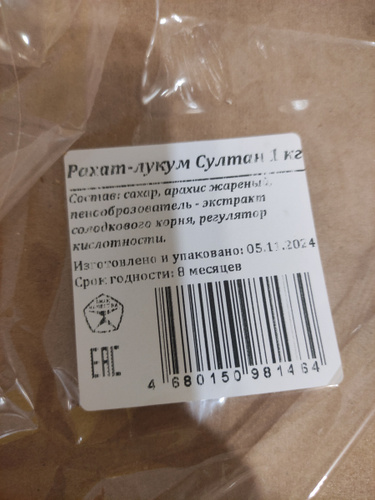 Рахат-лукум Султан 1 кг
Состав: сахар, арахис жареный,
пенообразователь - экстракт
солодкового корня, регулятор
кислотности.
Изготовлено и упаковано: 05.11.2024
Срок годности: 8 месяцев
ЕАС
4 680150 981464